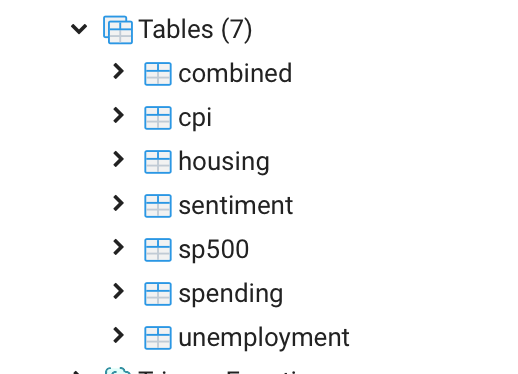 Tables (7)
combined
cpi
housing
sentiment
sp500
spending
unemployment